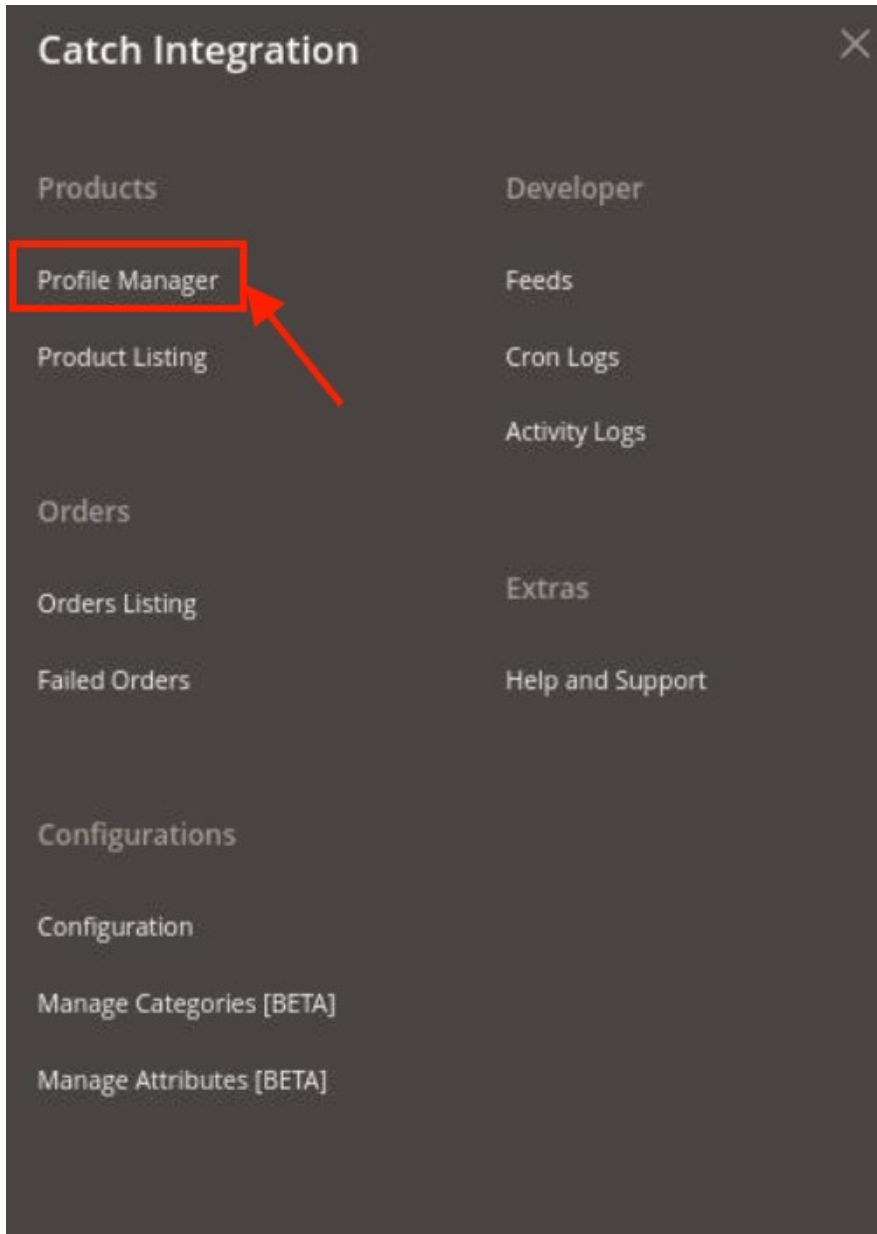 Catch Integration
Products
Profile Manager
Product Listing
Orders
Orders Listing
Failed Orders
Configurations
Configuration
Manage Categories [BETA]
Manage Attributes [BETA]
Developer
Feeds
Cron Logs
Activity Logs
Extras
Help and Support